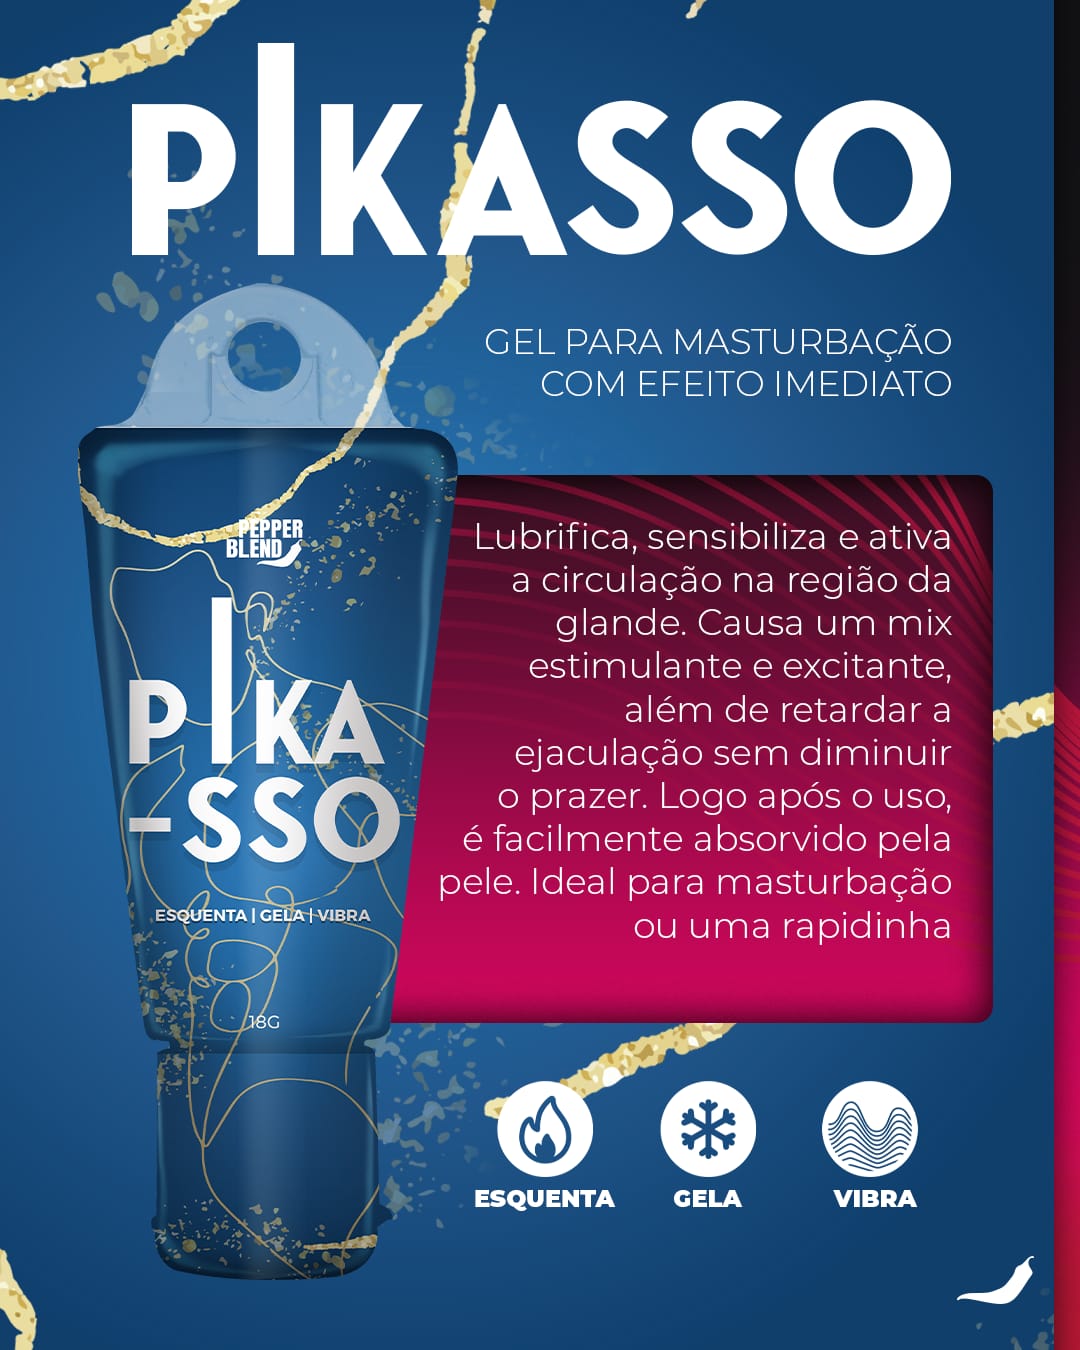 PIKASSO
GEL PARA MASTURBAÇÃO
COM EFEITO IMEDIATO
PEPPER
BLEND
PIKA
-SSO
ESQUENTA | GELA | VIBRA
18G
Lubrifica, sensibiliza e ativa
a circulação na região da
glande. Causa um mix
estimulante e excitante,
além de retardar a
ejaculação sem diminuir
o prazer. Logo após o uso,
é facilmente absorvido pela
pele. Ideal para masturbação
ou uma rapidinha
ESQUENTA
GELA
VIBRA